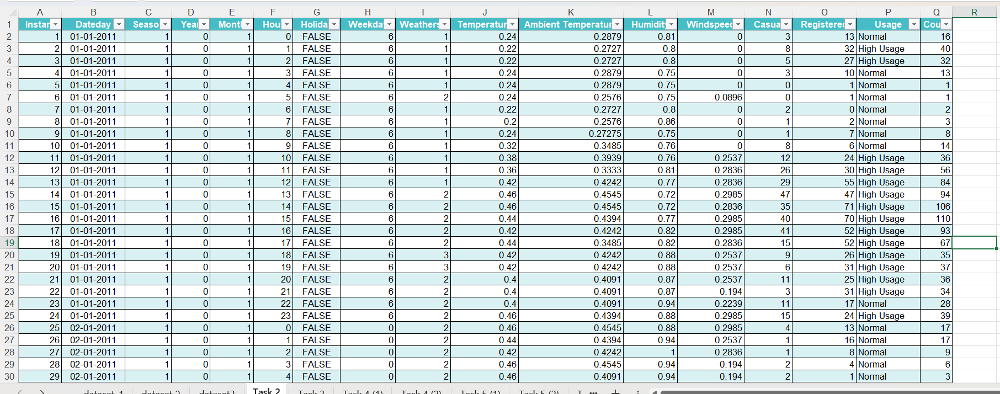 A B C D E F G H I J K L M N O P Q R
1 Instar Dateday Seaso Year Month Hou Holida Weekda Weathers Temperatur Ambient Temperatur Humidit Windspeed Casua Registered Usage Cou
2 1 01-01-2011 1 0 1 0 FALSE 6 1 0.24 0.2879 0.81 0 3 13 Normal 16
3 2 01-01-2011 1 0 1 1 FALSE 6 1 0.22 0.2727 0.8 0 8 32 High Usage 40
4 3 01-01-2011 1 0 1 2 FALSE 6 1 0.22 0.2727 0.8 0 5 27 High Usage 32
5 4 01-01-2011 1 0 1 3 FALSE 6 1 0.24 0.2879 0.75 0 3 10 Normal 13
6 5 01-01-2011 1 0 1 4 FALSE 6 1 0.24 0.2879 0.75 0 0 1 Normal 1
7 6 01-01-2011 1 0 1 5 FALSE 6 2 0.24 0.2576 0.75 0.0896 0 1 Normal 1
8 7 01-01-2011 1 0 1 6 FALSE 6 1 0.22 0.2727 0.8 0 2 0 Normal 2
9 8 01-01-2011 1 0 1 7 FALSE 6 1 0.2 0.2576 0.86 0 1 2 Normal 3
10 9 01-01-2011 1 0 1 8 FALSE 6 1 0.24 0.27275 0.75 0 1 7 Normal 8
11 10 01-01-2011 1 0 1 9 FALSE 6 1 0.32 0.3485 0.76 0 8 6 Normal 14
12 11 01-01-2011 1 0 1 10 FALSE 6 1 0.38 0.3939 0.76 0.2537 12 24 High Usage 36
13 12 01-01-2011 1 0 1 11 FALSE 6 1 0.36 0.3333 0.81 0.2836 26 30 High Usage 56
14 13 01-01-2011 1 0 1 12 FALSE 6 1 0.42 0.4242 0.77 0.2836 29 55 High Usage 84
15 14 01-01-2011 1 0 1 13 FALSE 6 2 0.46 0.4545 0.72 0.2985 47 47 High Usage 94
16 15 01-01-2011 1 0 1 14 FALSE 6 2 0.46 0.4545 0.72 0.2836 35 71 High Usage 106
17 16 01-01-2011 1 0 1 15 FALSE 6 2 0.44 0.4394 0.77 0.2985 40 70 High Usage 110
18 17 01-01-2011 1 0 1 16 FALSE 6 2 0.42 0.4242 0.82 0.2985 41 52 High Usage 93
19 18 01-01-2011 1 0 1 17 FALSE 6 2 0.44 0.3485 0.82 0.2836 15 52 High Usage 67
20 19 01-01-2011 1 0 1 18 FALSE 6 3 0.42 0.4242 0.88 0.2537 9 26 High Usage 35
21 20 01-01-2011 1 0 1 19 FALSE 6 3 0.42 0.4242 0.88 0.2537 6 31 High Usage 37
22 21 01-01-2011 1 0 1 20 FALSE 6 2 0.4 0.4091 0.87 0.2537 11 25 High Usage 36
23 22 01-01-2011 1 0 1 21 FALSE 6 2 0.4 0.4091 0.87 0.194 3 31 High Usage 34
24 23 01-01-2011 1 0 1 22 FALSE 6 2 0.4 0.4091 0.94 0.2239 11 17 Normal 28
25 24 01-01-2011 1 0 1 23 FALSE 6 2 0.46 0.4394 0.88 0.2985 15 24 High Usage 39
26 25 02-01-2011 1 0 1 0 FALSE 0 2 0.46 0.4545 0.88 0.2985 4 13 Normal 17
27 26 02-01-2011 1 0 1 1 FALSE 0 2 0.44 0.4394 0.94 0.2537 1 16 Normal 17
28 27 02-01-2011 1 0 1 2 FALSE 0 2 0.42 0.4242 1 0.2836 1 8 Normal 9
29 28 02-01-2011 1 0 1 3 FALSE 0 2 0.46 0.4545 0.94 0.194 2 4 Normal 6
30 29 02-01-2011 1 0 1 4 FALSE 0 2 0.46 0.4091 0.94 0.194 2 1 Normal 3
dataset 1 dataset 2 dataset3 Task 2 Task 3 Task 4 (1) Task 4 (2) Task 5 (1) Task 5 (2) T